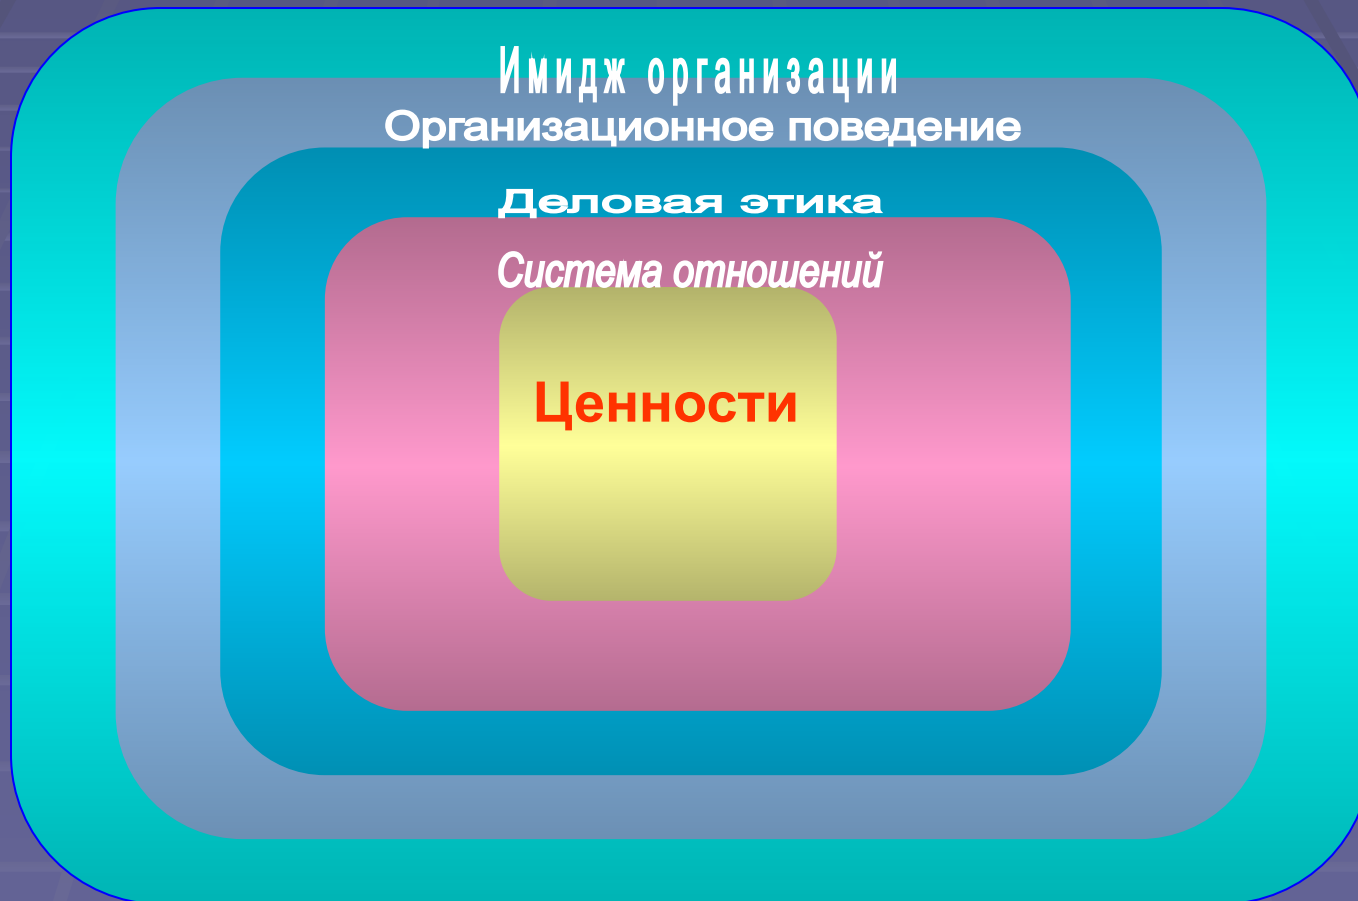 Имидж организации
Организационное поведение
Деловая этика
Система отношений
Ценности